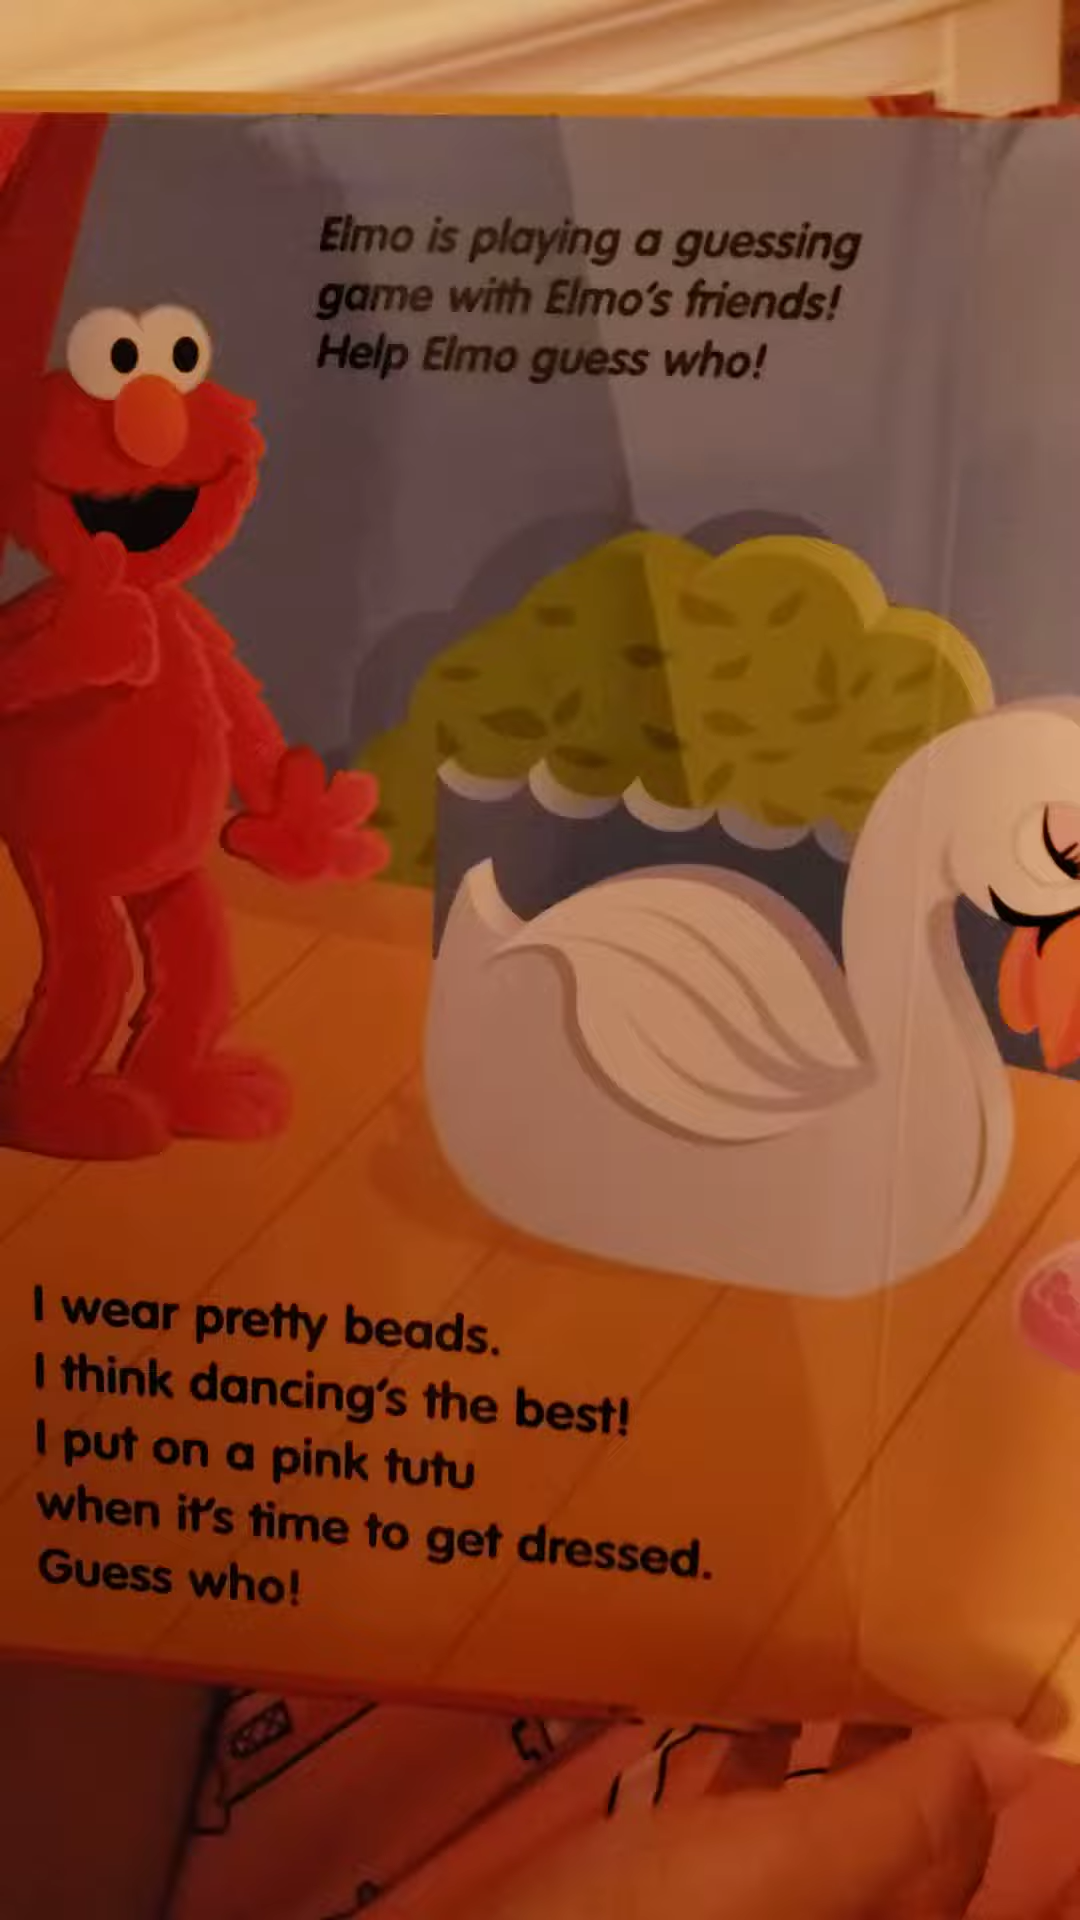 Elmo is playing a guessing
game with Elmo's friends!
Help Elmo guess who!
I wear pretty beads.
I think dancing's the best!
I put on a pink tutu
when it's time to get dressed.
Guess who!